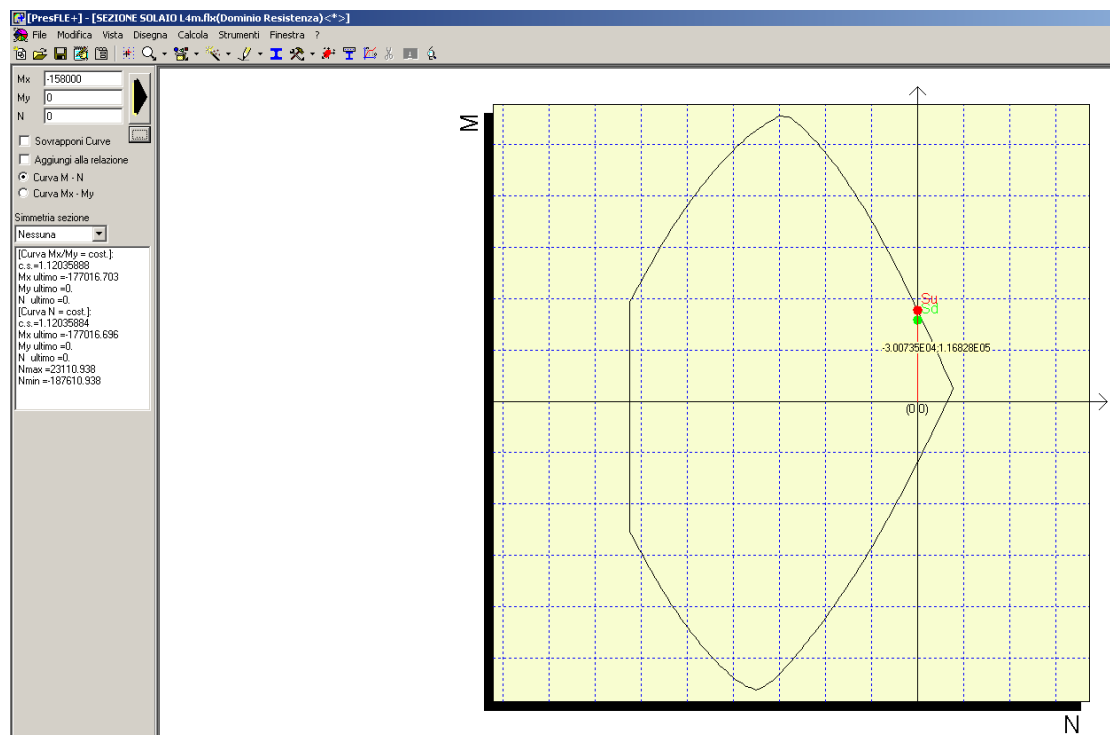 [PresFLE+] - [SEZIONE SOLAIO L4m.flx(Dominio Resistenza)<*>]
File Modifica Vista Disegna Calcola Strumenti Finestra ?
Mx -158000
My 0
N 0
Sovrapponi Curve
Aggiungi alla relazione
Curva M - N
Curva Mx - My
Simmetria sezione
Nessuna
[Curva Mx/My = cost.]:
c.s.=1.12035888
Mx ultimo =-177016.703
My ultimo =0.
N ultimo =0.
[Curva N = cost.]:
c.s.=1.12035884
Mx ultimo =-177016.696
My ultimo =0.
N ultimo =0.
Nmax =23110.938
Nmin =-187610.938
M
Su
Sd
-3.00735E04;1.16828E05
(0 0)
N